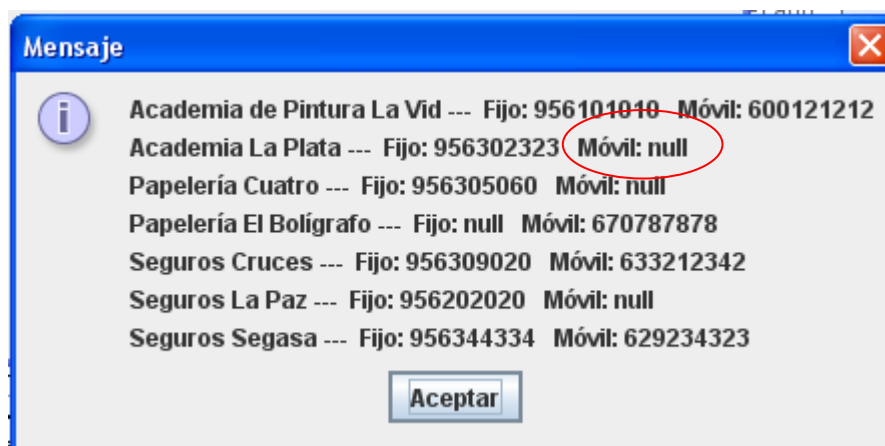 Mensaje
Academia de Pintura La Vid --- Fijo: 956101010 Móvil: 600121212
Academia La Plata --- Fijo: 956302323 Móvil: null
Papelería Cuatro --- Fijo: 956305060 Móvil: null
Papelería El Bolígrafo --- Fijo: null Móvil: 670787878
Seguros Cruces --- Fijo: 956309020 Móvil: 633212342
Seguros La Paz --- Fijo: 956202020 Móvil: null
Seguros Segasa --- Fijo: 956344334 Móvil: 629234323
Aceptar